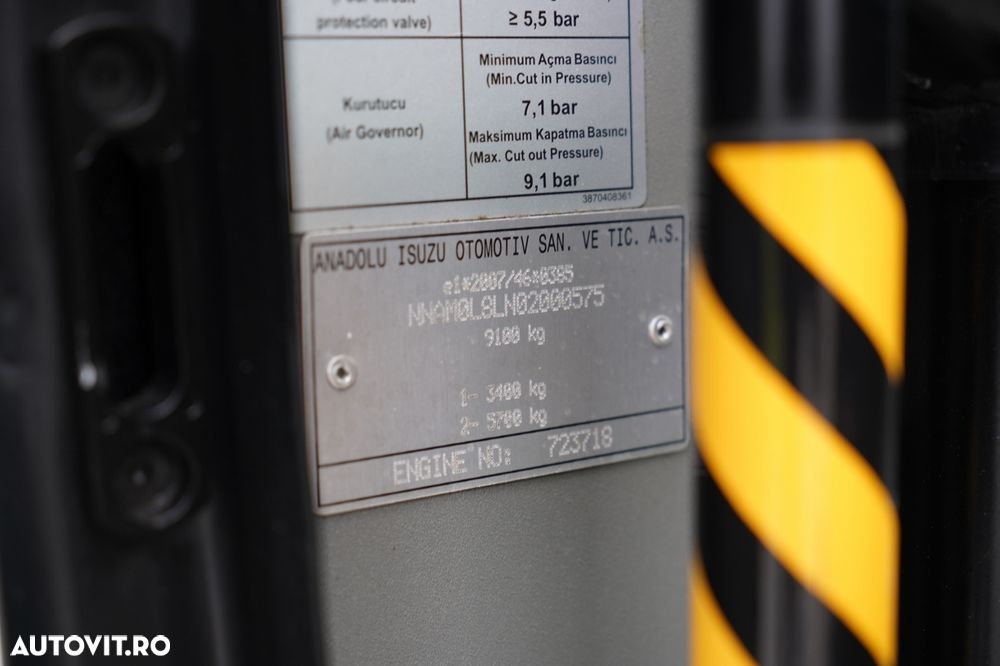 protection valve)
≥ 5,5 bar
Kurutucu
(Air Governor)
Minimum Açma Basıncı
(Min.Cut in Pressure)
7,1 bar
Maksimum Kapatma Basıncı
(Max. Cut out Pressure)
9,1 bar
3870408361
ANADOLU ISUZU OTOMOTIV SAN. VE TIC. A.S.
e1*2007/46*0385
NNAM0L8LN02000575
9100 kg
1- 3400 kg
2- 5700 kg
ENGINE NO: 723718
AUTOVIT.RO